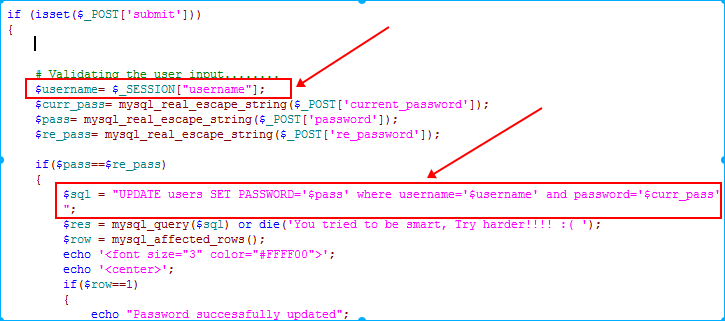 if (isset($_POST['submit']))
{
# Validating the user input........
$username= $_SESSION["username"];
$curr_pass= mysql_real_escape_string($_POST['current_password']);
$pass= mysql_real_escape_string($_POST['password']);
$re_pass= mysql_real_escape_string($_POST['re_password']);
if($pass==$re_pass)
{
$sql = "UPDATE users SET PASSWORD='$pass' where username='$username' and password='$curr_pass'
";
$res = mysql_query($sql) or die('You tried to be smart, Try harder!!!! :( ');
$row = mysql_affected_rows();
echo '<font size="3" color="#FFFF00">';
echo '<center>';
if($row==1)
{
echo "Password successfully updated";